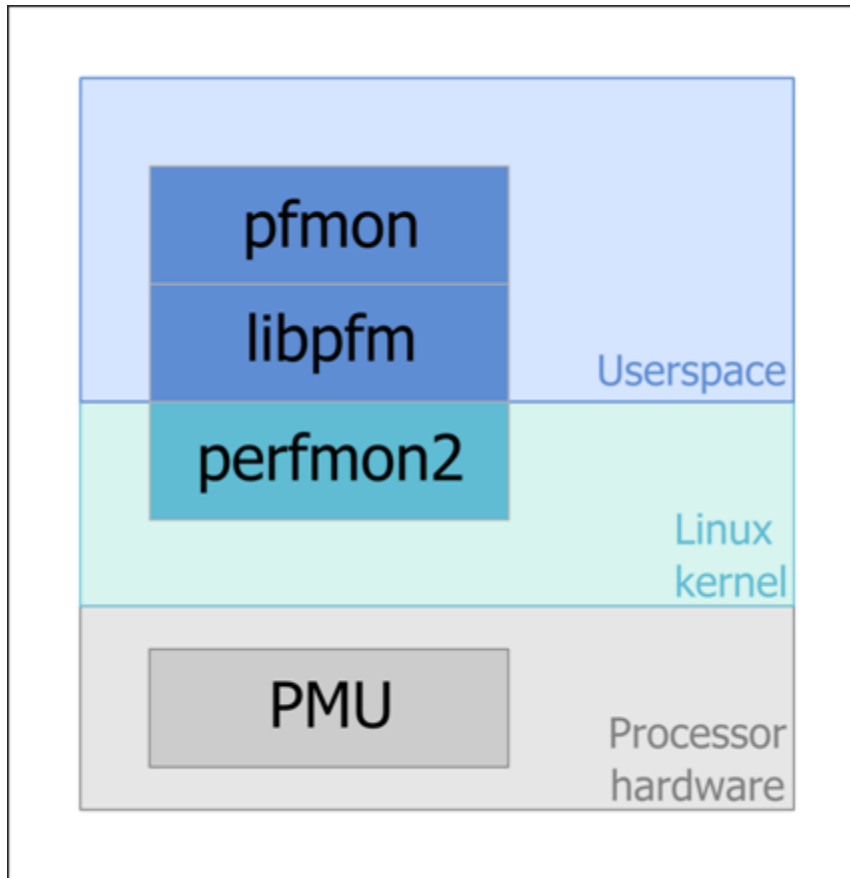 pfmon
libpfm
Userspace
perfmon2
Linux
kernel
PMU
Processor
hardware